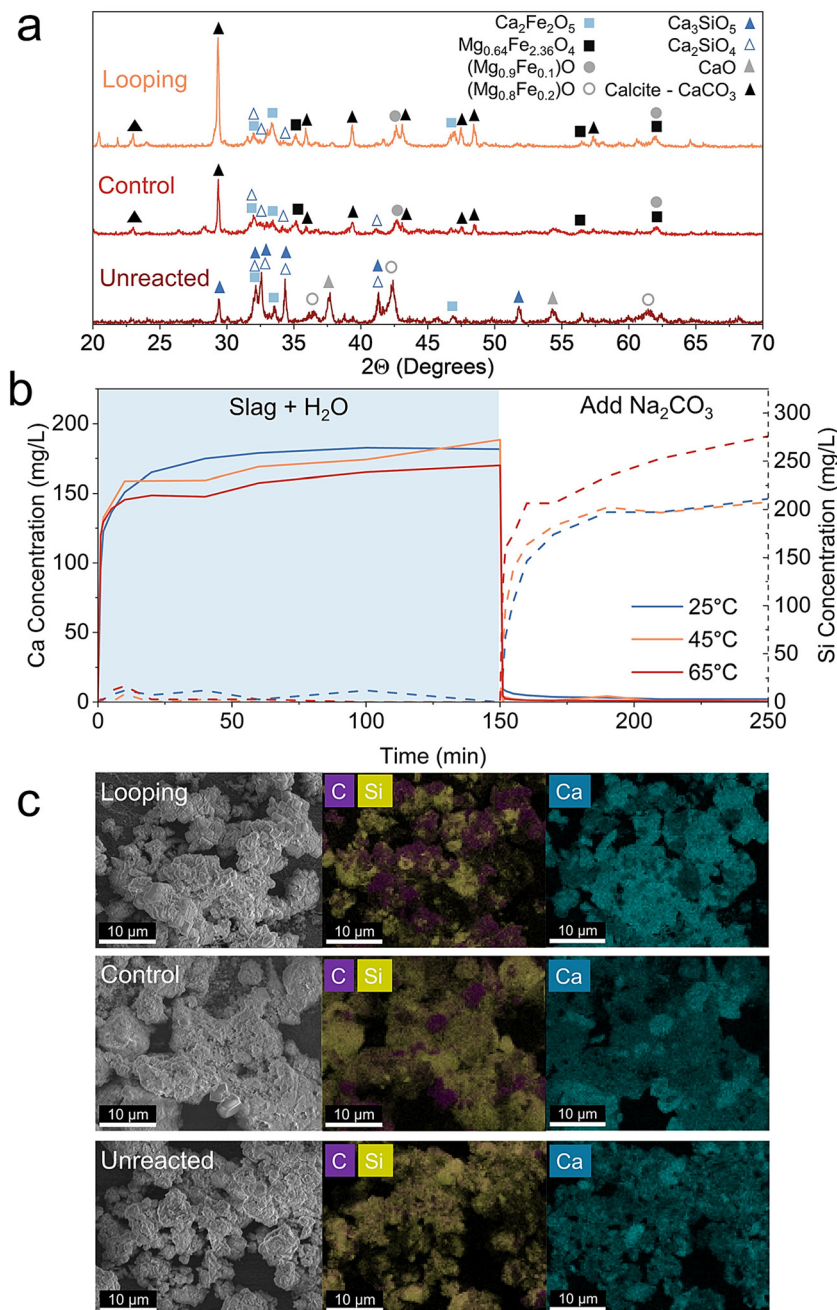 a
Looping
Ca₂Fe₂O₅
Mg₀.₆₄Fe₂.₃₆O₄
(Mg₀.₉Fe₀.₁)O
(Mg₀.₈Fe₀.₂)O
Ca₃SiO₅
Ca₂SiO₄
CaO
Calcite - CaCO₃
Control
Unreacted
20 25 30 35 40 45 50 55 60 65 70
2Θ (Degrees)
b
Slag + H₂O
Add Na₂CO₃
Ca Concentration (mg/L)
200
175
150
125
100
75
50
25
0
Si Concentration (mg/L)
300
250
200
150
100
50
0
25°C
45°C
65°C
0 50 100 150 200 250
Time (min)
c
Looping
C Si
Ca
10 µm
10 µm
10 µm
Control
C Si
Ca
10 µm
10 µm
10 µm
Unreacted
C Si
Ca
10 µm
10 µm
10 µm